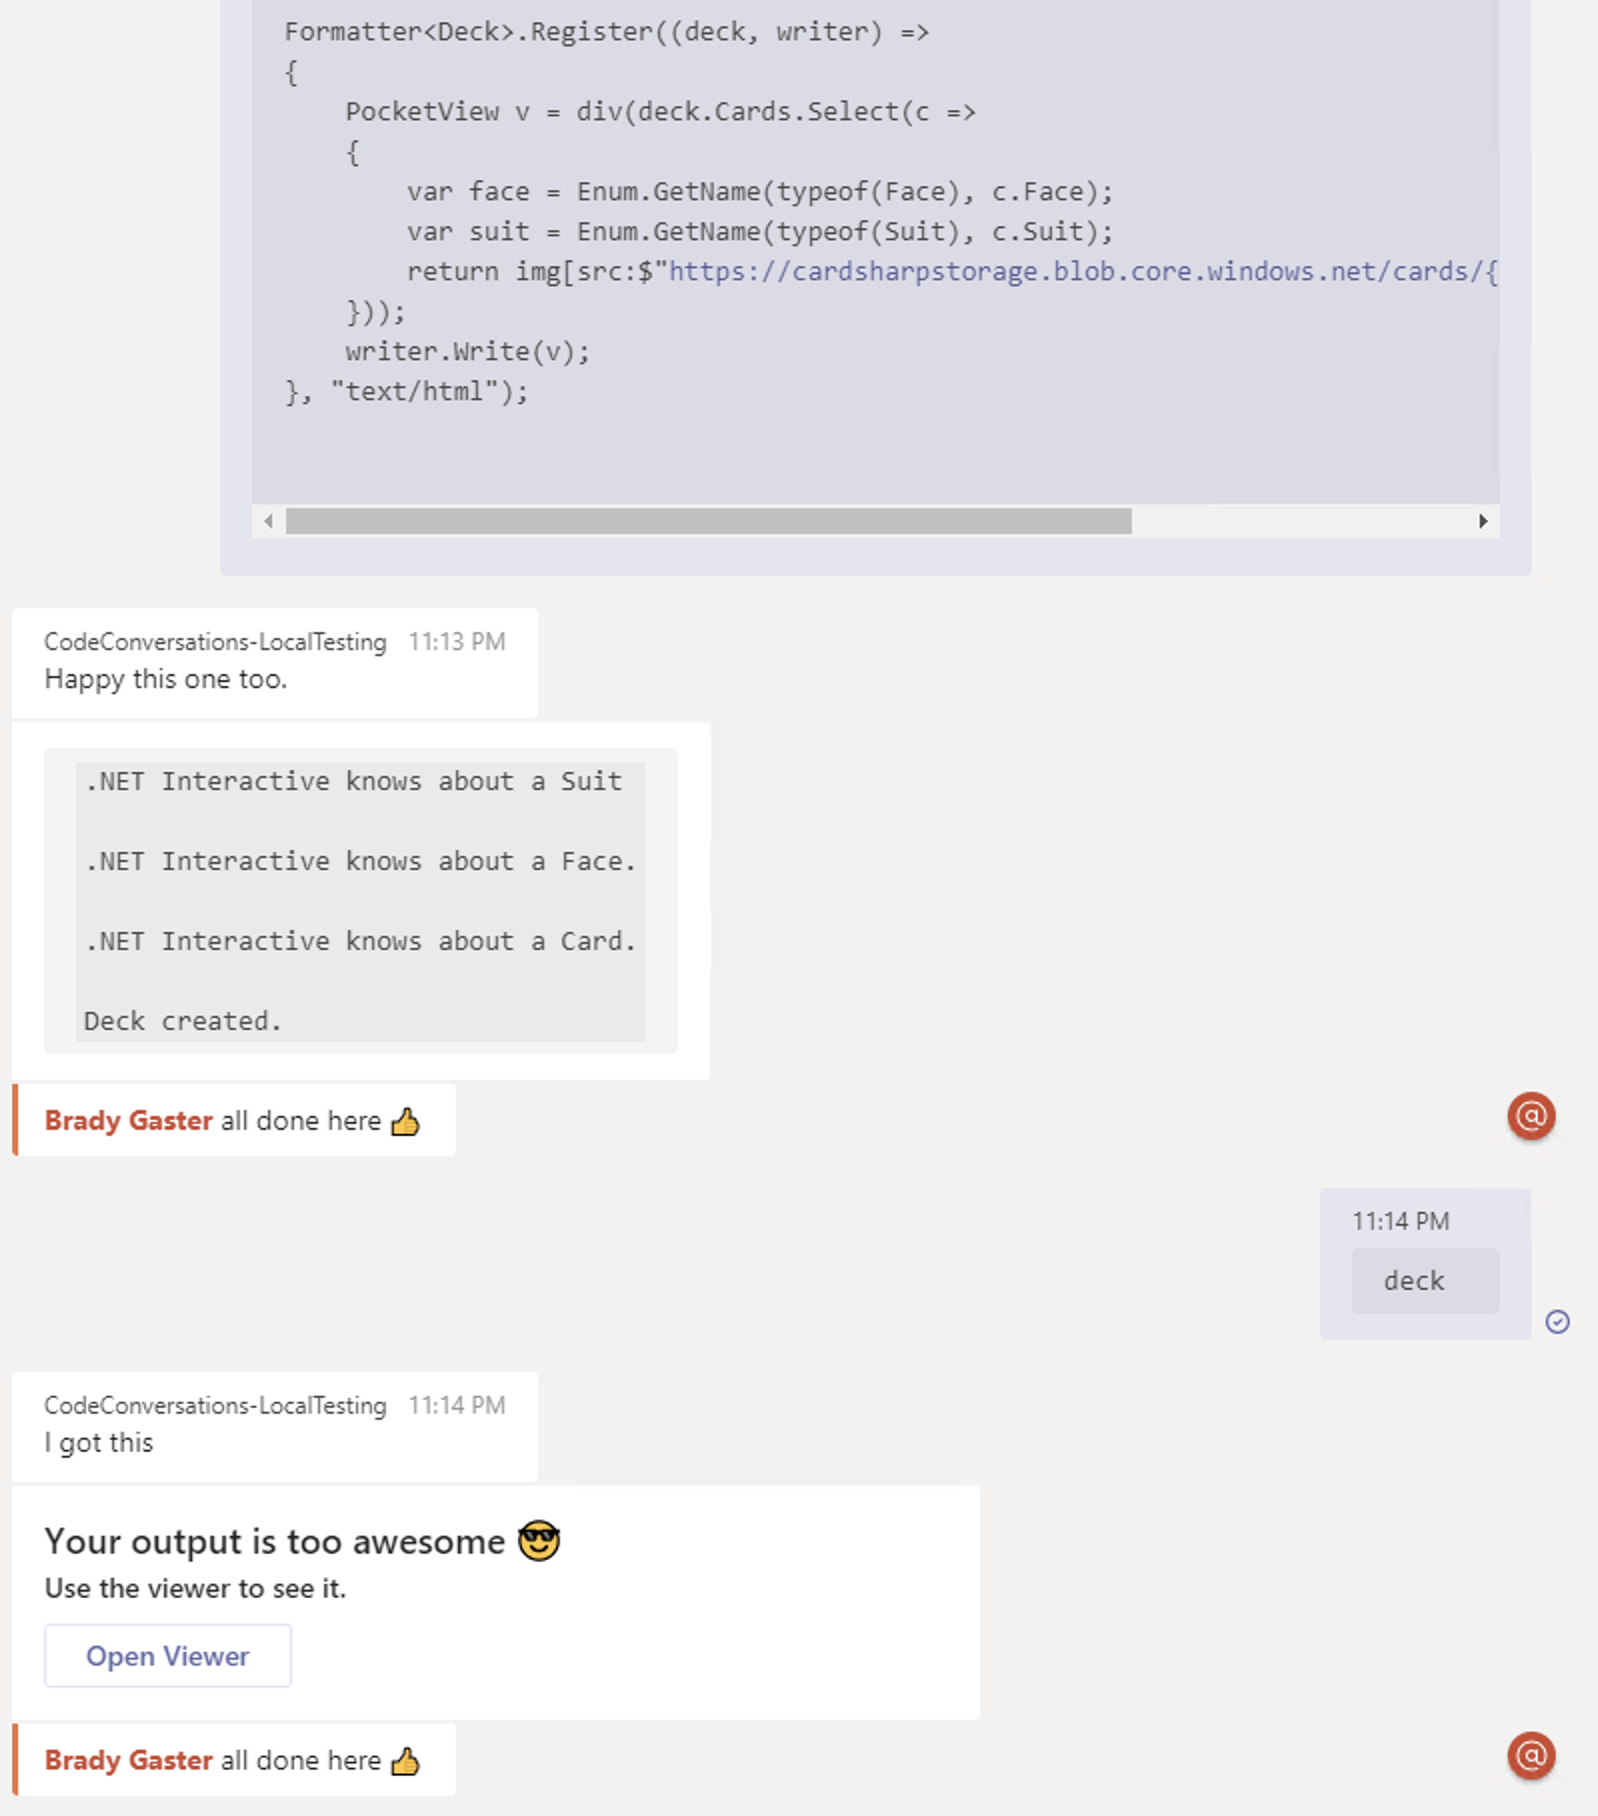 Formatter<Deck>.Register((deck, writer) =>
{
    PocketView v = div(deck.Cards.Select(c =>
    {
        var face = Enum.GetName(typeof(Face), c.Face);
        var suit = Enum.GetName(typeof(Suit), c.Suit);
        return img[src:$"https://cardsharpstorage.blob.core.windows.net/cards/{
    }));
    writer.Write(v);
}, "text/html");
CodeConversations-LocalTesting 11:13 PM
Happy this one too.
.NET Interactive knows about a Suit
.NET Interactive knows about a Face.
.NET Interactive knows about a Card.
Deck created.
Brady Gaster all done here 👍
@
11:14 PM
deck
CodeConversations-LocalTesting 11:14 PM
I got this
Your output is too awesome 😎
Use the viewer to see it.
Open Viewer
Brady Gaster all done here 👍
@